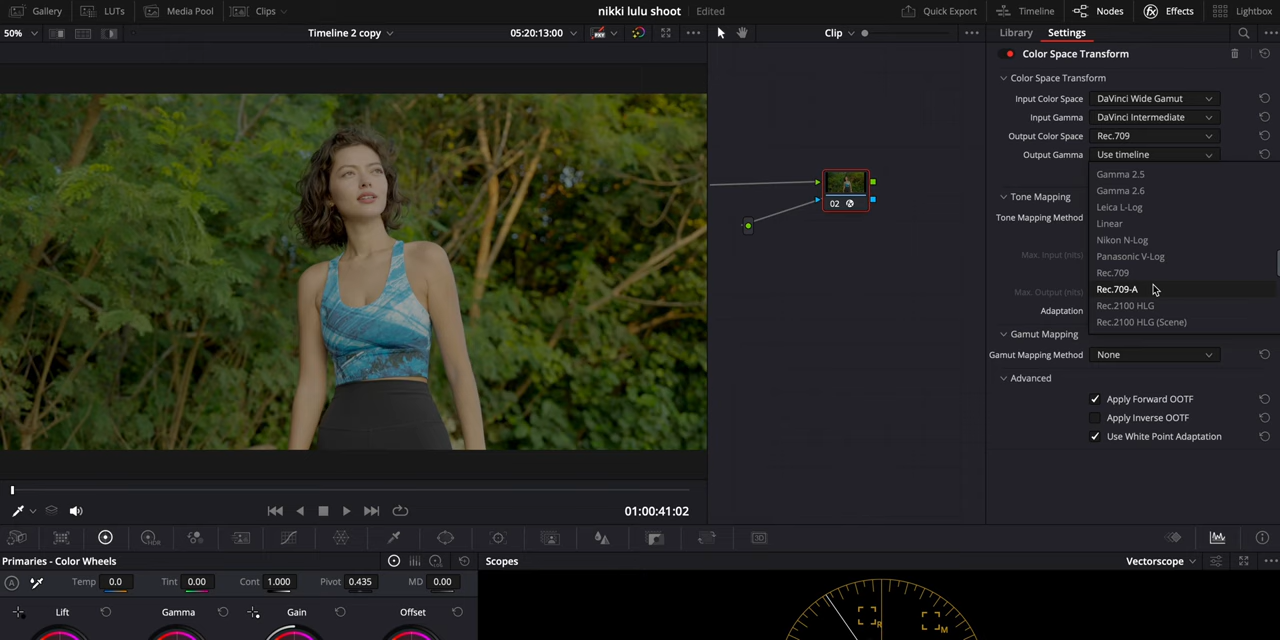 Gallery LUTs Media Pool Clips nikki lulu shoot Edited Quick Export Timeline Nodes Effects Lightbox
50% Timeline 2 copy 05:20:13:00 Clip Library Settings
Color Space Transform
Color Space Transform
Input Color Space DaVinci Wide Gamut
Input Gamma DaVinci Intermediate
Output Color Space Rec.709
Output Gamma Use timeline
Gamma 2.5
Gamma 2.6
Tone Mapping
Leica L-Log
Tone Mapping Method
Linear
Nikon N-Log
Max. Input (nits) Panasonic V-Log
Rec.709
Max. Output (nits) Rec.709-A
Adaptation Rec.2100 HLG
Rec.2100 HLG (Scene)
Gamut Mapping
Gamut Mapping Method None
Advanced
Apply Forward OOTF
Apply Inverse OOTF
Use White Point Adaptation
02
01:00:41:02
HDR
3D
Primaries - Color Wheels Scopes Vectorscope
A Temp 0.0 Tint 0.00 Cont 1.000 Pivot 0.435 MD 0.00
Lift Gamma Gain Offset
R
M